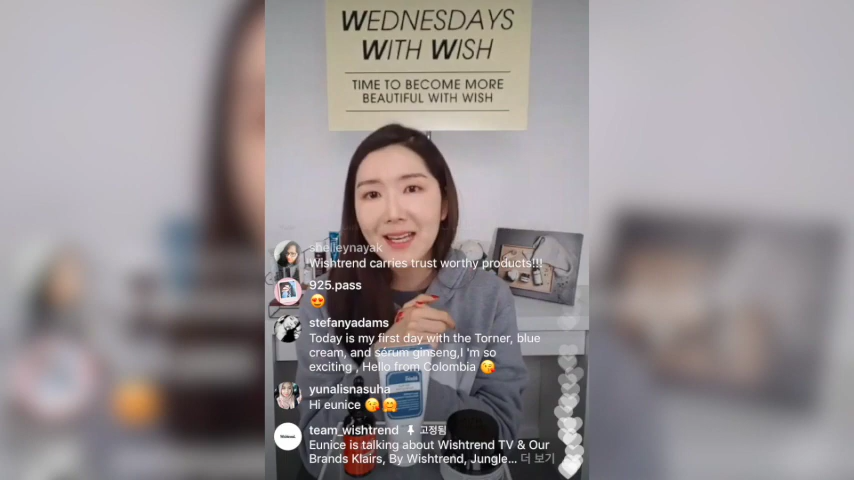 WEDNESDAYS
WITH WISH
TIME TO BECOME MORE
BEAUTIFUL WITH WISH
shelleynayak
Wishtrend carries trust worthy products!!!
925.pass
😍
stefanyadams
Today is my first day with the Torner, blue
cream, and sérum ginseng,I 'm so
exciting , Hello from Colombia 😘
yunalisnasuha
Hi eunice 😘🤗
team_wishtrend 📌 고정됨
Eunice is talking about Wishtrend TV & Our
Brands Klairs, By Wishtrend, Jungle... 더 보기